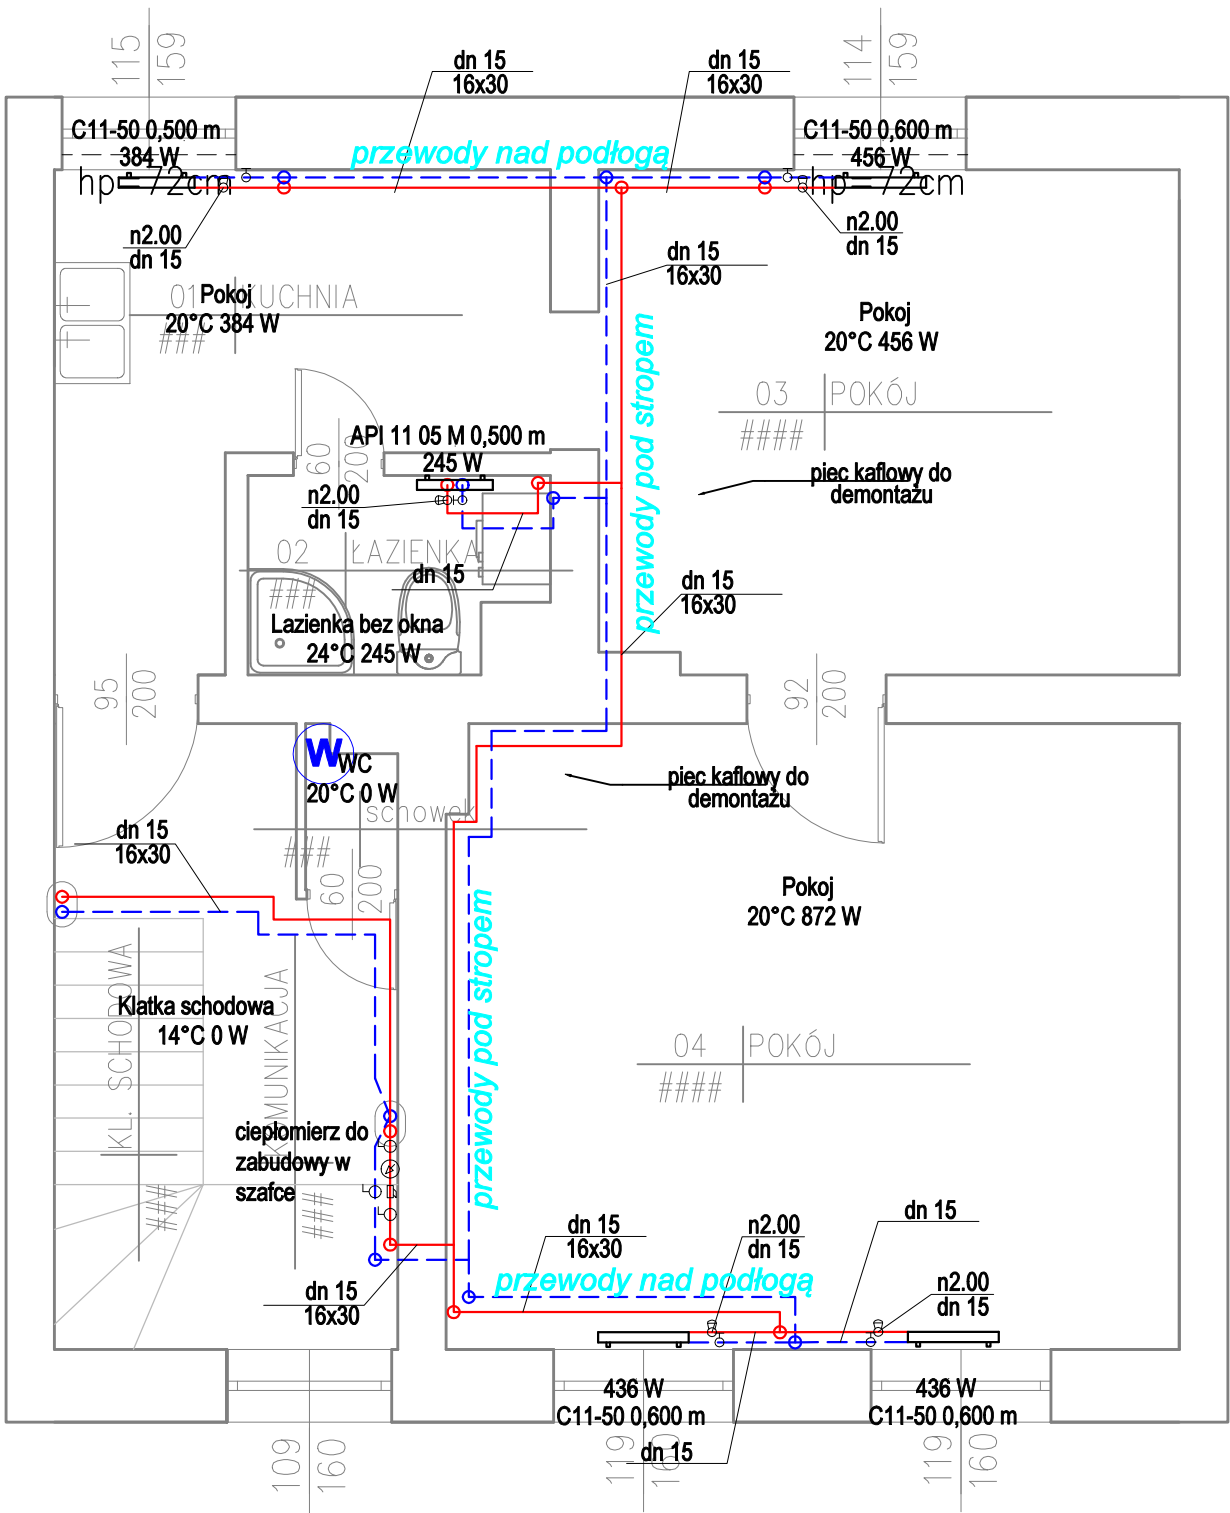 115
159
dn 15
16x30
dn 15
16x30
114
159
C11-50 0,500 m
384 W
hp 72cm
przewody nad podłogą
C11-50 0,600 m
456 W
hp 72cm
n2.00
dn 15
n2.00
dn 15
dn 15
16x30
01 KUCHNIA
Pokoj
20°C 384 W
###
Pokoj
20°C 456 W
przewody pod stropem
03 POKÓJ
####
60
200
API 11 05 M 0,500 m
245 W
piec kaflowy do
demontażu
n2.00
dn 15
02 ŁAZIENKA
###
dn 15
dn 15
16x30
Lazienka bez okna
24°C 245 W
95
200
92
200
W
WC
20°C 0 W
schowek
###
piec kaflowy do
demontażu
dn 15
16x30
60
200
Pokoj
20°C 872 W
KL. SCHODOWA
###
KOMUNIKACJA
###
Klatka schodowa
14°C 0 W
przewody pod stropem
04 POKÓJ
####
ciepłomierz do
zabudowy w
szafce
dn 15
16x30
n2.00
dn 15
dn 15
przewody nad podłogą
dn 15
16x30
n2.00
dn 15
436 W
C11-50 0,600 m
436 W
C11-50 0,600 m
dn 15
109
160
119
160
119
160